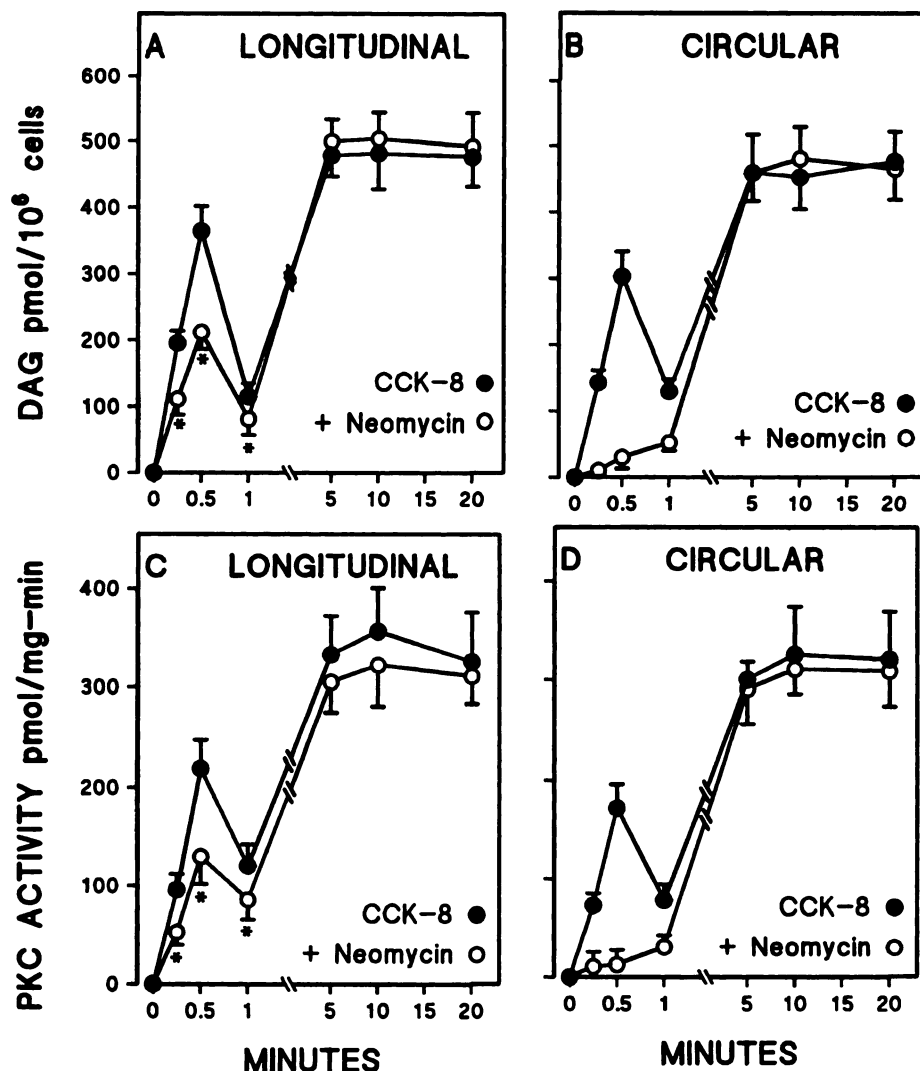 A LONGITUDINAL
DAG pmol/10⁶ cells
600
500
400
300
200
100
0
*
*
*
CCK-8
+ Neomycin
0 0.5 1 5 10 15 20
B CIRCULAR
CCK-8
+ Neomycin
0 0.5 1 5 10 15 20
C LONGITUDINAL
PKC ACTIVITY pmol/mg-min
400
300
200
100
0
*
*
*
CCK-8
+ Neomycin
0 0.5 1 5 10 15 20
MINUTES
D CIRCULAR
CCK-8
+ Neomycin
0 0.5 1 5 10 15 20
MINUTES